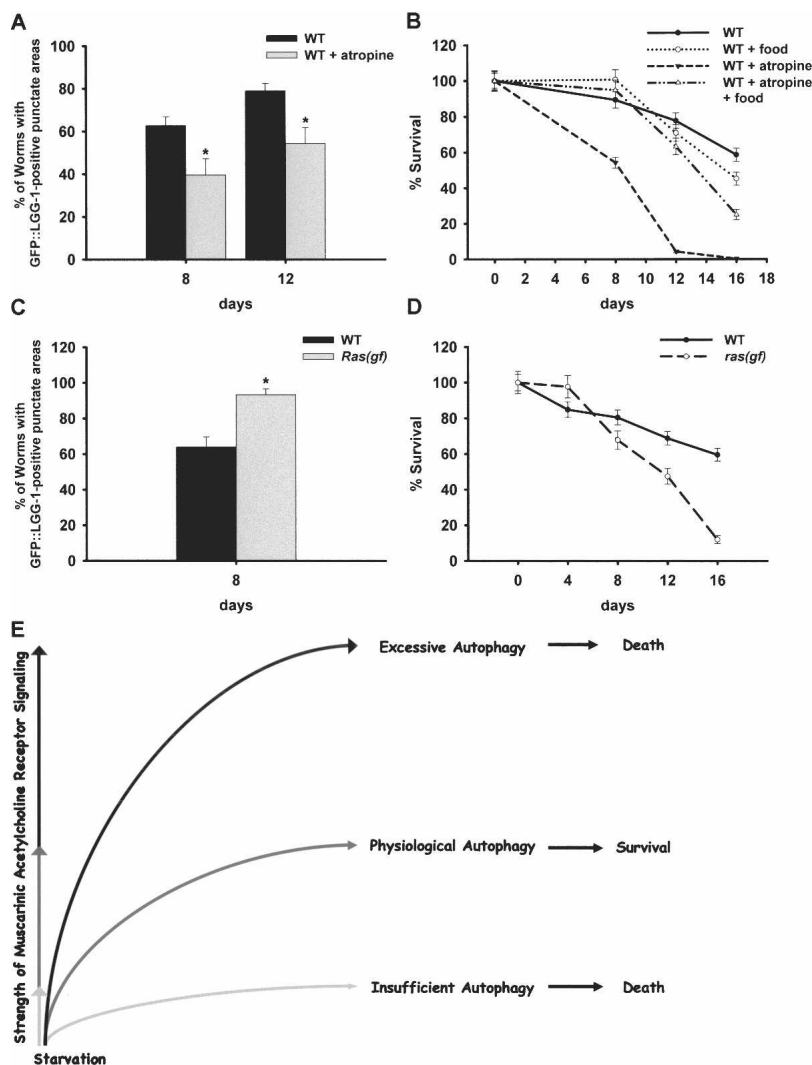 A
WT
WT + atropine
% of Worms with
GFP::LGG-1-positive punctate areas
100
80
60
40
20
0
*
*
8
12
days
B
WT
WT + food
WT + atropine
WT + atropine
+ food
% Survival
120
100
80
60
40
20
0
0 2 4 6 8 10 12 14 16 18
days
C
WT
Ras(gf)
% of Worms with
GFP::LGG-1-positive punctate areas
120
100
80
60
40
20
0
*
8
days
D
WT
ras(gf)
% Survival
120
100
80
60
40
20
0
0 4 8 12 16
days
E
Strength of Muscarinic Acetylcholine Receptor Signaling
Excessive Autophagy
Death
Physiological Autophagy
Survival
Insufficient Autophagy
Death
Starvation